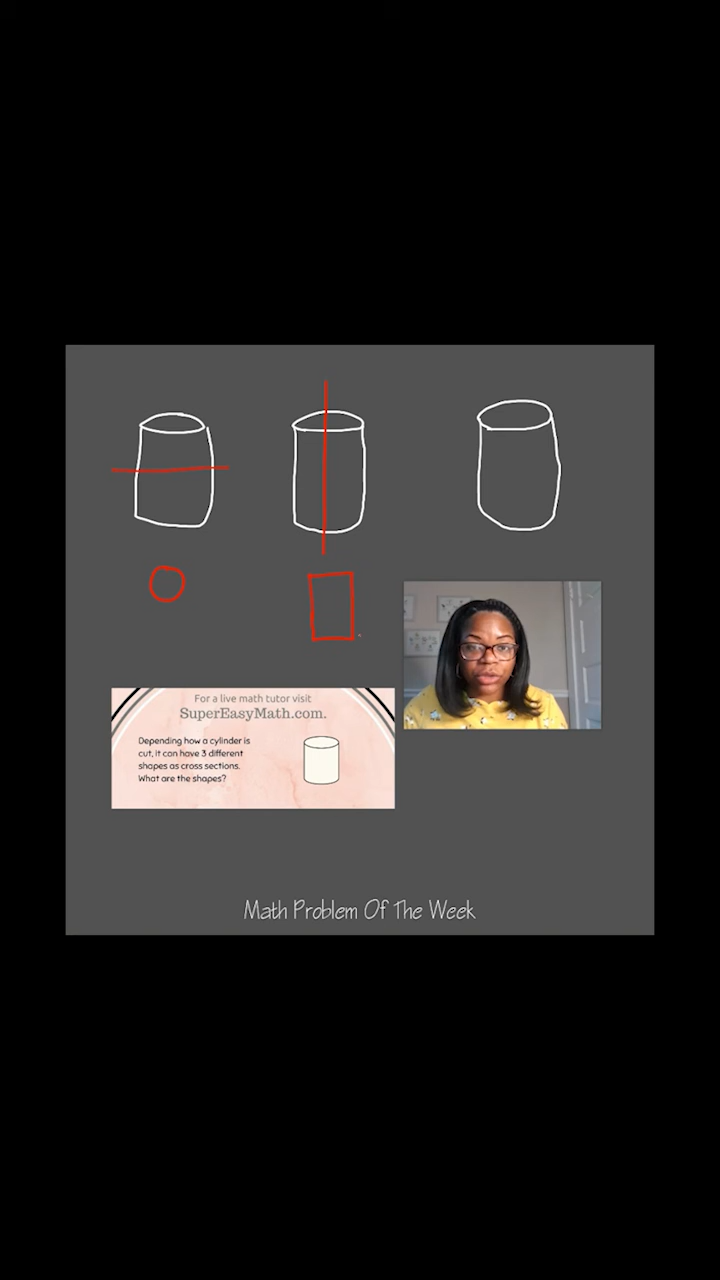 For a live math tutor visit
SuperEasyMath.com.
Depending how a cylinder is
cut, it can have 3 different
shapes as cross sections.
What are the shapes?
Math Problem Of The Week